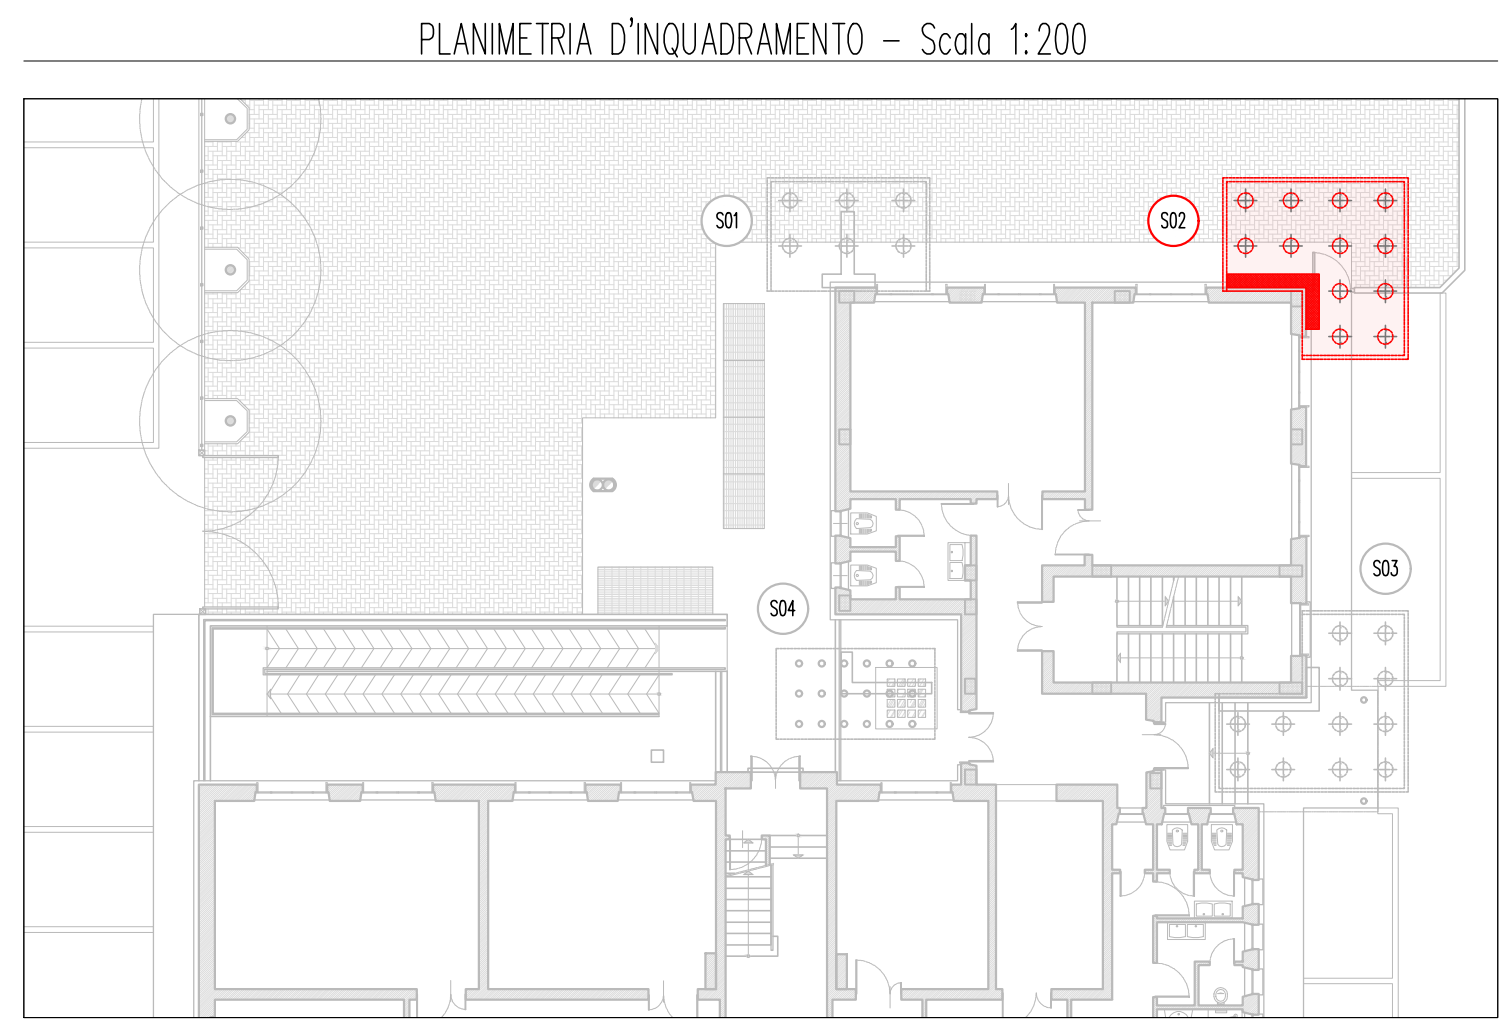 PLANIMETRIA D'INQUADRAMENTO – Scala 1:200
S01
S02
S03
S04